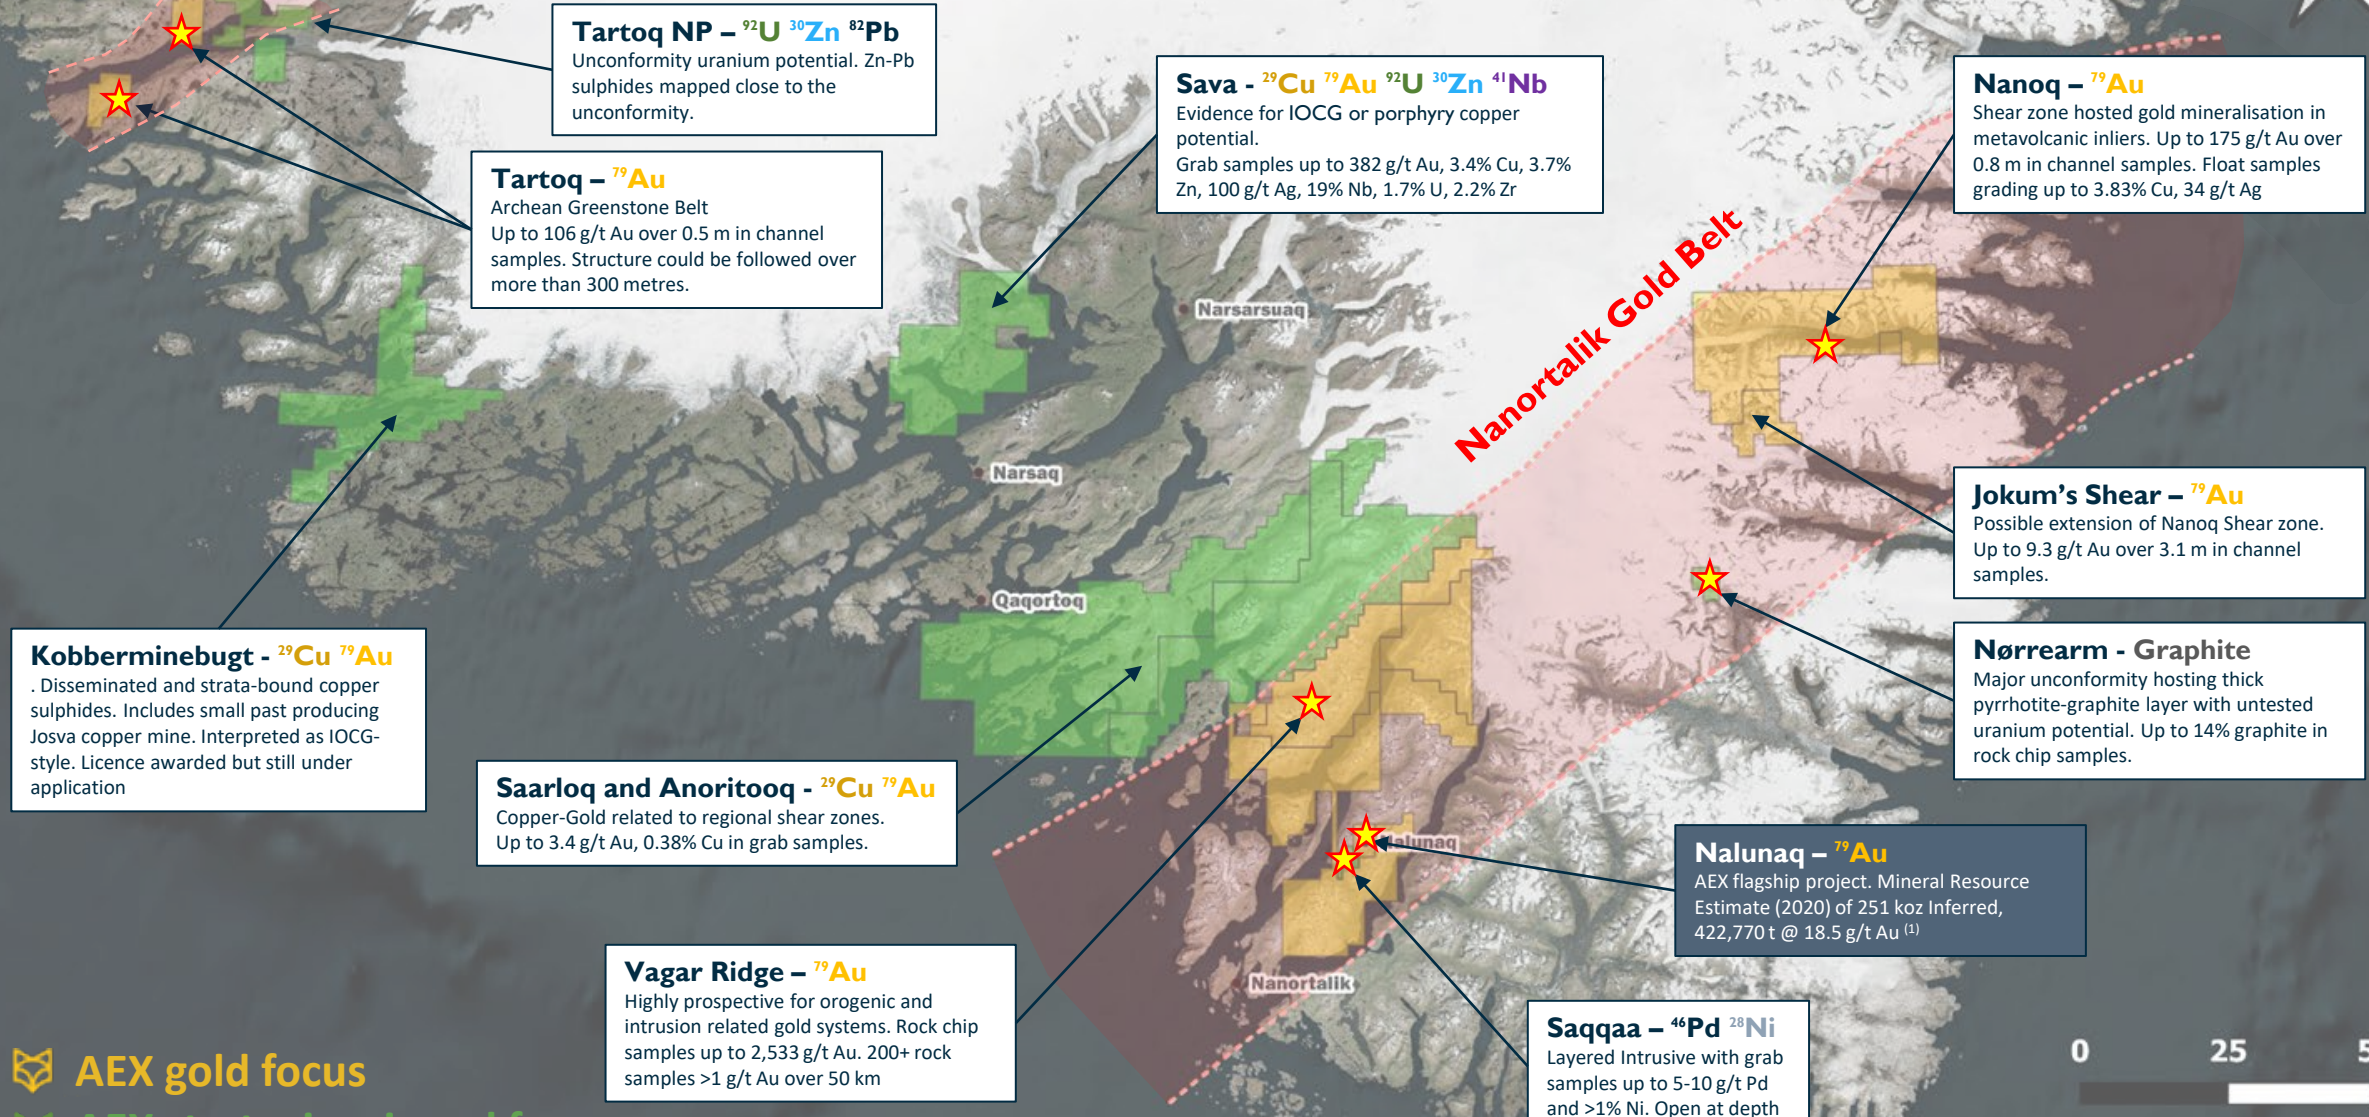 Tartoq NP – ⁹²U ³⁰Zn ⁸²Pb
Unconformity uranium potential. Zn-Pb
sulphides mapped close to the
unconformity.
Sava - ²⁹Cu ⁷⁹Au ⁹²U ³⁰Zn ⁴¹Nb
Evidence for IOCG or porphyry copper
potential.
Grab samples up to 382 g/t Au, 3.4% Cu, 3.7%
Zn, 100 g/t Ag, 19% Nb, 1.7% U, 2.2% Zr
Nanoq – ⁷⁹Au
Shear zone hosted gold mineralisation in
metavolcanic inliers. Up to 175 g/t Au over
0.8 m in channel samples. Float samples
grading up to 3.83% Cu, 34 g/t Ag
Tartoq – ⁷⁹Au
Archean Greenstone Belt
Up to 106 g/t Au over 0.5 m in channel
samples. Structure could be followed over
more than 300 metres.
Narsarsuaq
Nanortalik Gold Belt
Narsaq
Jokum's Shear – ⁷⁹Au
Possible extension of Nanoq Shear zone.
Up to 9.3 g/t Au over 3.1 m in channel
samples.
Qaqortoq
Kobberminebugt - ²⁹Cu ⁷⁹Au
. Disseminated and strata-bound copper
sulphides. Includes small past producing
Josva copper mine. Interpreted as IOCG-
style. Licence awarded but still under
application
Nørrearm - Graphite
Major unconformity hosting thick
pyrrhotite-graphite layer with untested
uranium potential. Up to 14% graphite in
rock chip samples.
Saarloq and Anoritooq - ²⁹Cu ⁷⁹Au
Copper-Gold related to regional shear zones.
Up to 3.4 g/t Au, 0.38% Cu in grab samples.
Nalunaq
Nalunaq – ⁷⁹Au
AEX flagship project. Mineral Resource
Estimate (2020) of 251 koz Inferred,
422,770 t @ 18.5 g/t Au ⁽¹⁾
Vagar Ridge – ⁷⁹Au
Highly prospective for orogenic and
intrusion related gold systems. Rock chip
samples up to 2,533 g/t Au. 200+ rock
samples >1 g/t Au over 50 km
Nanortalik
Saqqaa – ⁴⁶Pd ²⁸Ni
Layered Intrusive with grab
samples up to 5-10 g/t Pd
and >1% Ni. Open at depth
AEX gold focus
0 25 5